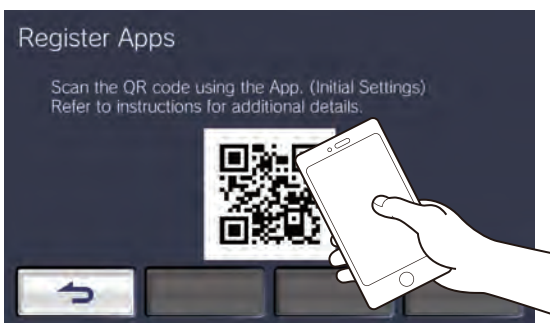 Register Apps
Scan the QR code using the App. (Initial Settings)
Refer to instructions for additional details.